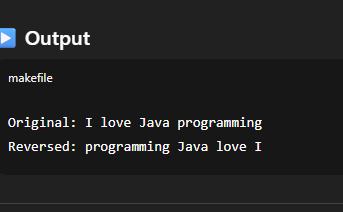 Output
makefile
Original: I love Java programming
Reversed: programming Java love I